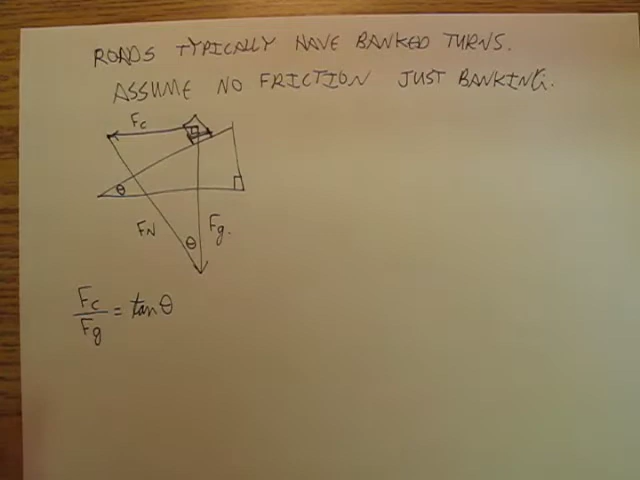 ROADS TYPICALLY HAVE BANKED TURNS.
ASSUME NO FRICTION JUST BANKING.
Fc
θ
FN
θ
Fg.
Fc/Fg = tan θ